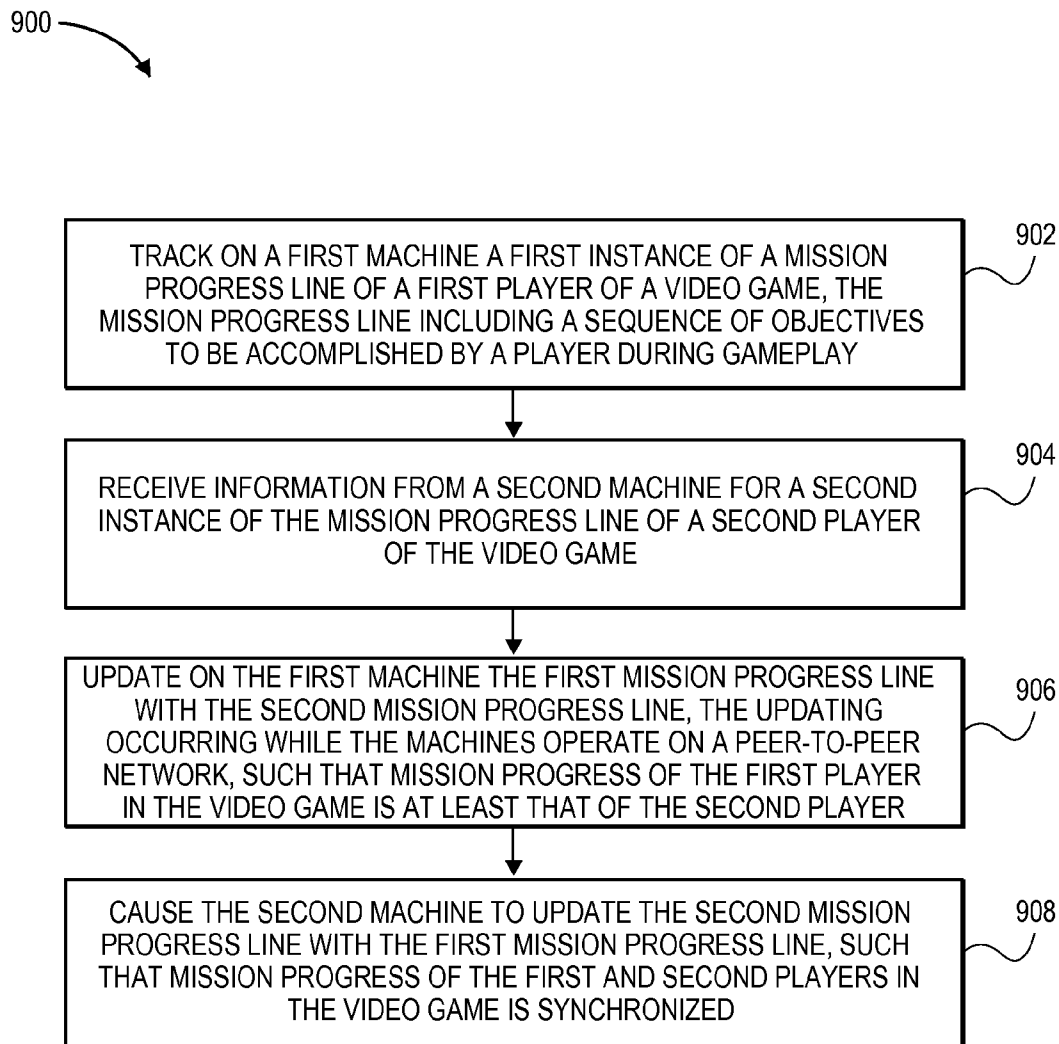 900
TRACK ON A FIRST MACHINE A FIRST INSTANCE OF A MISSION
PROGRESS LINE OF A FIRST PLAYER OF A VIDEO GAME, THE
MISSION PROGRESS LINE INCLUDING A SEQUENCE OF OBJECTIVES
TO BE ACCOMPLISHED BY A PLAYER DURING GAMEPLAY
902
RECEIVE INFORMATION FROM A SECOND MACHINE FOR A SECOND
INSTANCE OF THE MISSION PROGRESS LINE OF A SECOND PLAYER
OF THE VIDEO GAME
904
UPDATE ON THE FIRST MACHINE THE FIRST MISSION PROGRESS LINE
WITH THE SECOND MISSION PROGRESS LINE, THE UPDATING
OCCURRING WHILE THE MACHINES OPERATE ON A PEER-TO-PEER
NETWORK, SUCH THAT MISSION PROGRESS OF THE FIRST PLAYER
IN THE VIDEO GAME IS AT LEAST THAT OF THE SECOND PLAYER
906
CAUSE THE SECOND MACHINE TO UPDATE THE SECOND MISSION
PROGRESS LINE WITH THE FIRST MISSION PROGRESS LINE, SUCH
THAT MISSION PROGRESS OF THE FIRST AND SECOND PLAYERS IN
THE VIDEO GAME IS SYNCHRONIZED
908